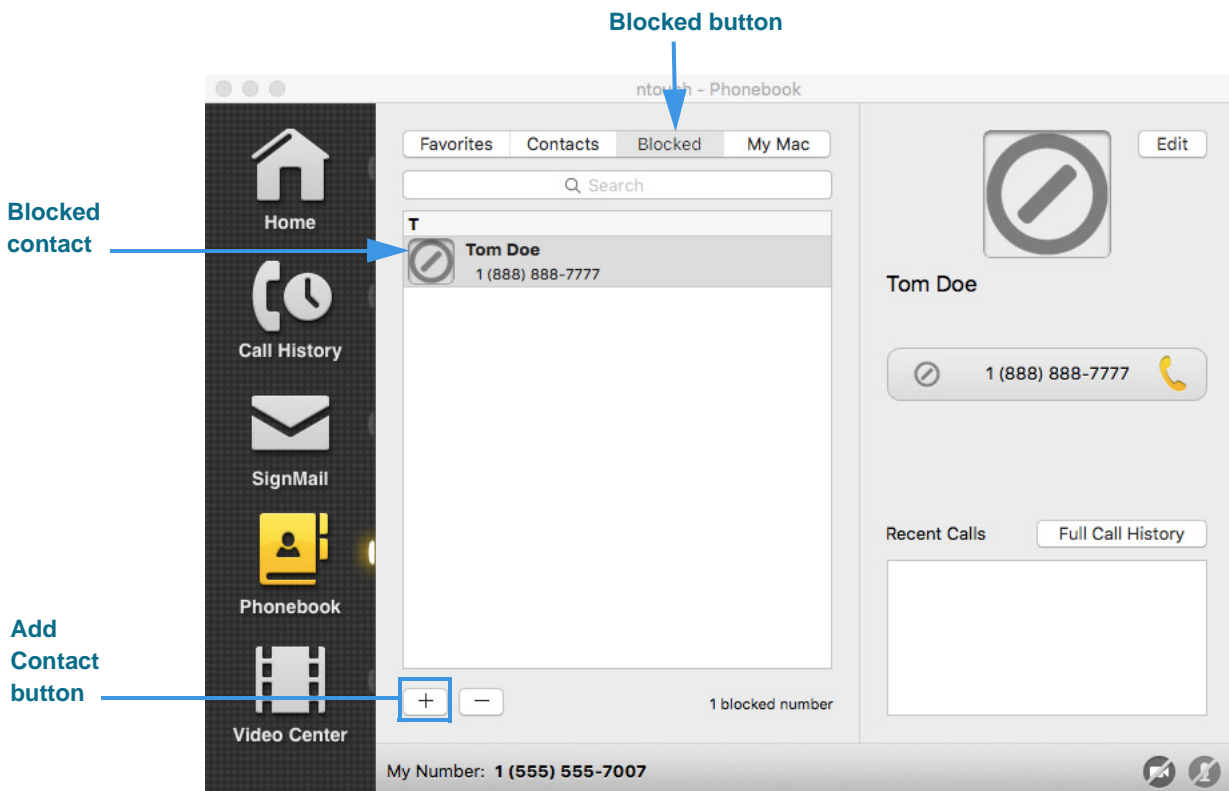 Blocked button
ntouch - Phonebook
Favorites Contacts Blocked My Mac
Edit
Search
Blocked
contact
Home
T
Tom Doe
1 (888) 888-7777
Tom Doe
Call History
1 (888) 888-7777
SignMail
Recent Calls Full Call History
Phonebook
Add
Contact
button
+ −
1 blocked number
Video Center
My Number: 1 (555) 555-7007